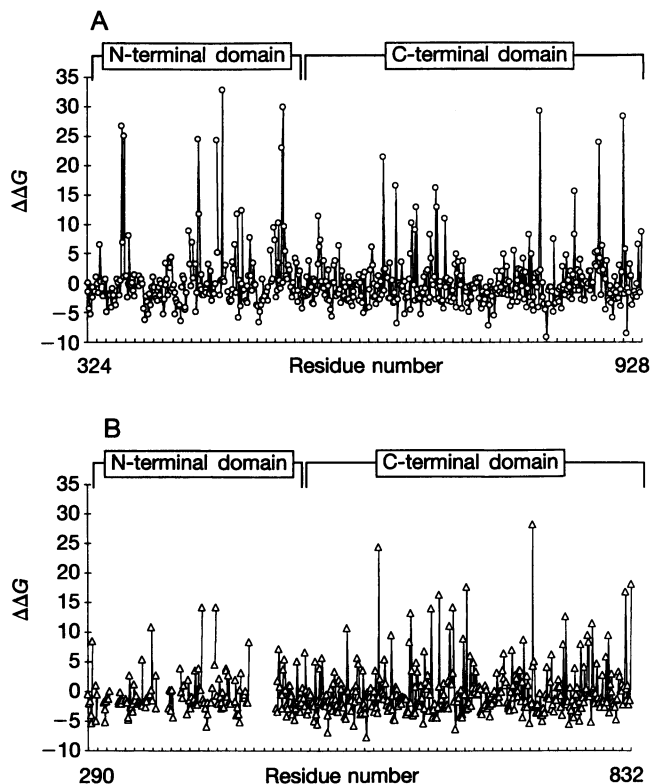 A
N-terminal domain
C-terminal domain
35
30
25
20
15
10
5
0
−5
−10
ΔΔG
324
Residue number
928
B
N-terminal domain
C-terminal domain
35
30
25
20
15
10
5
0
−5
−10
ΔΔG
290
Residue number
832